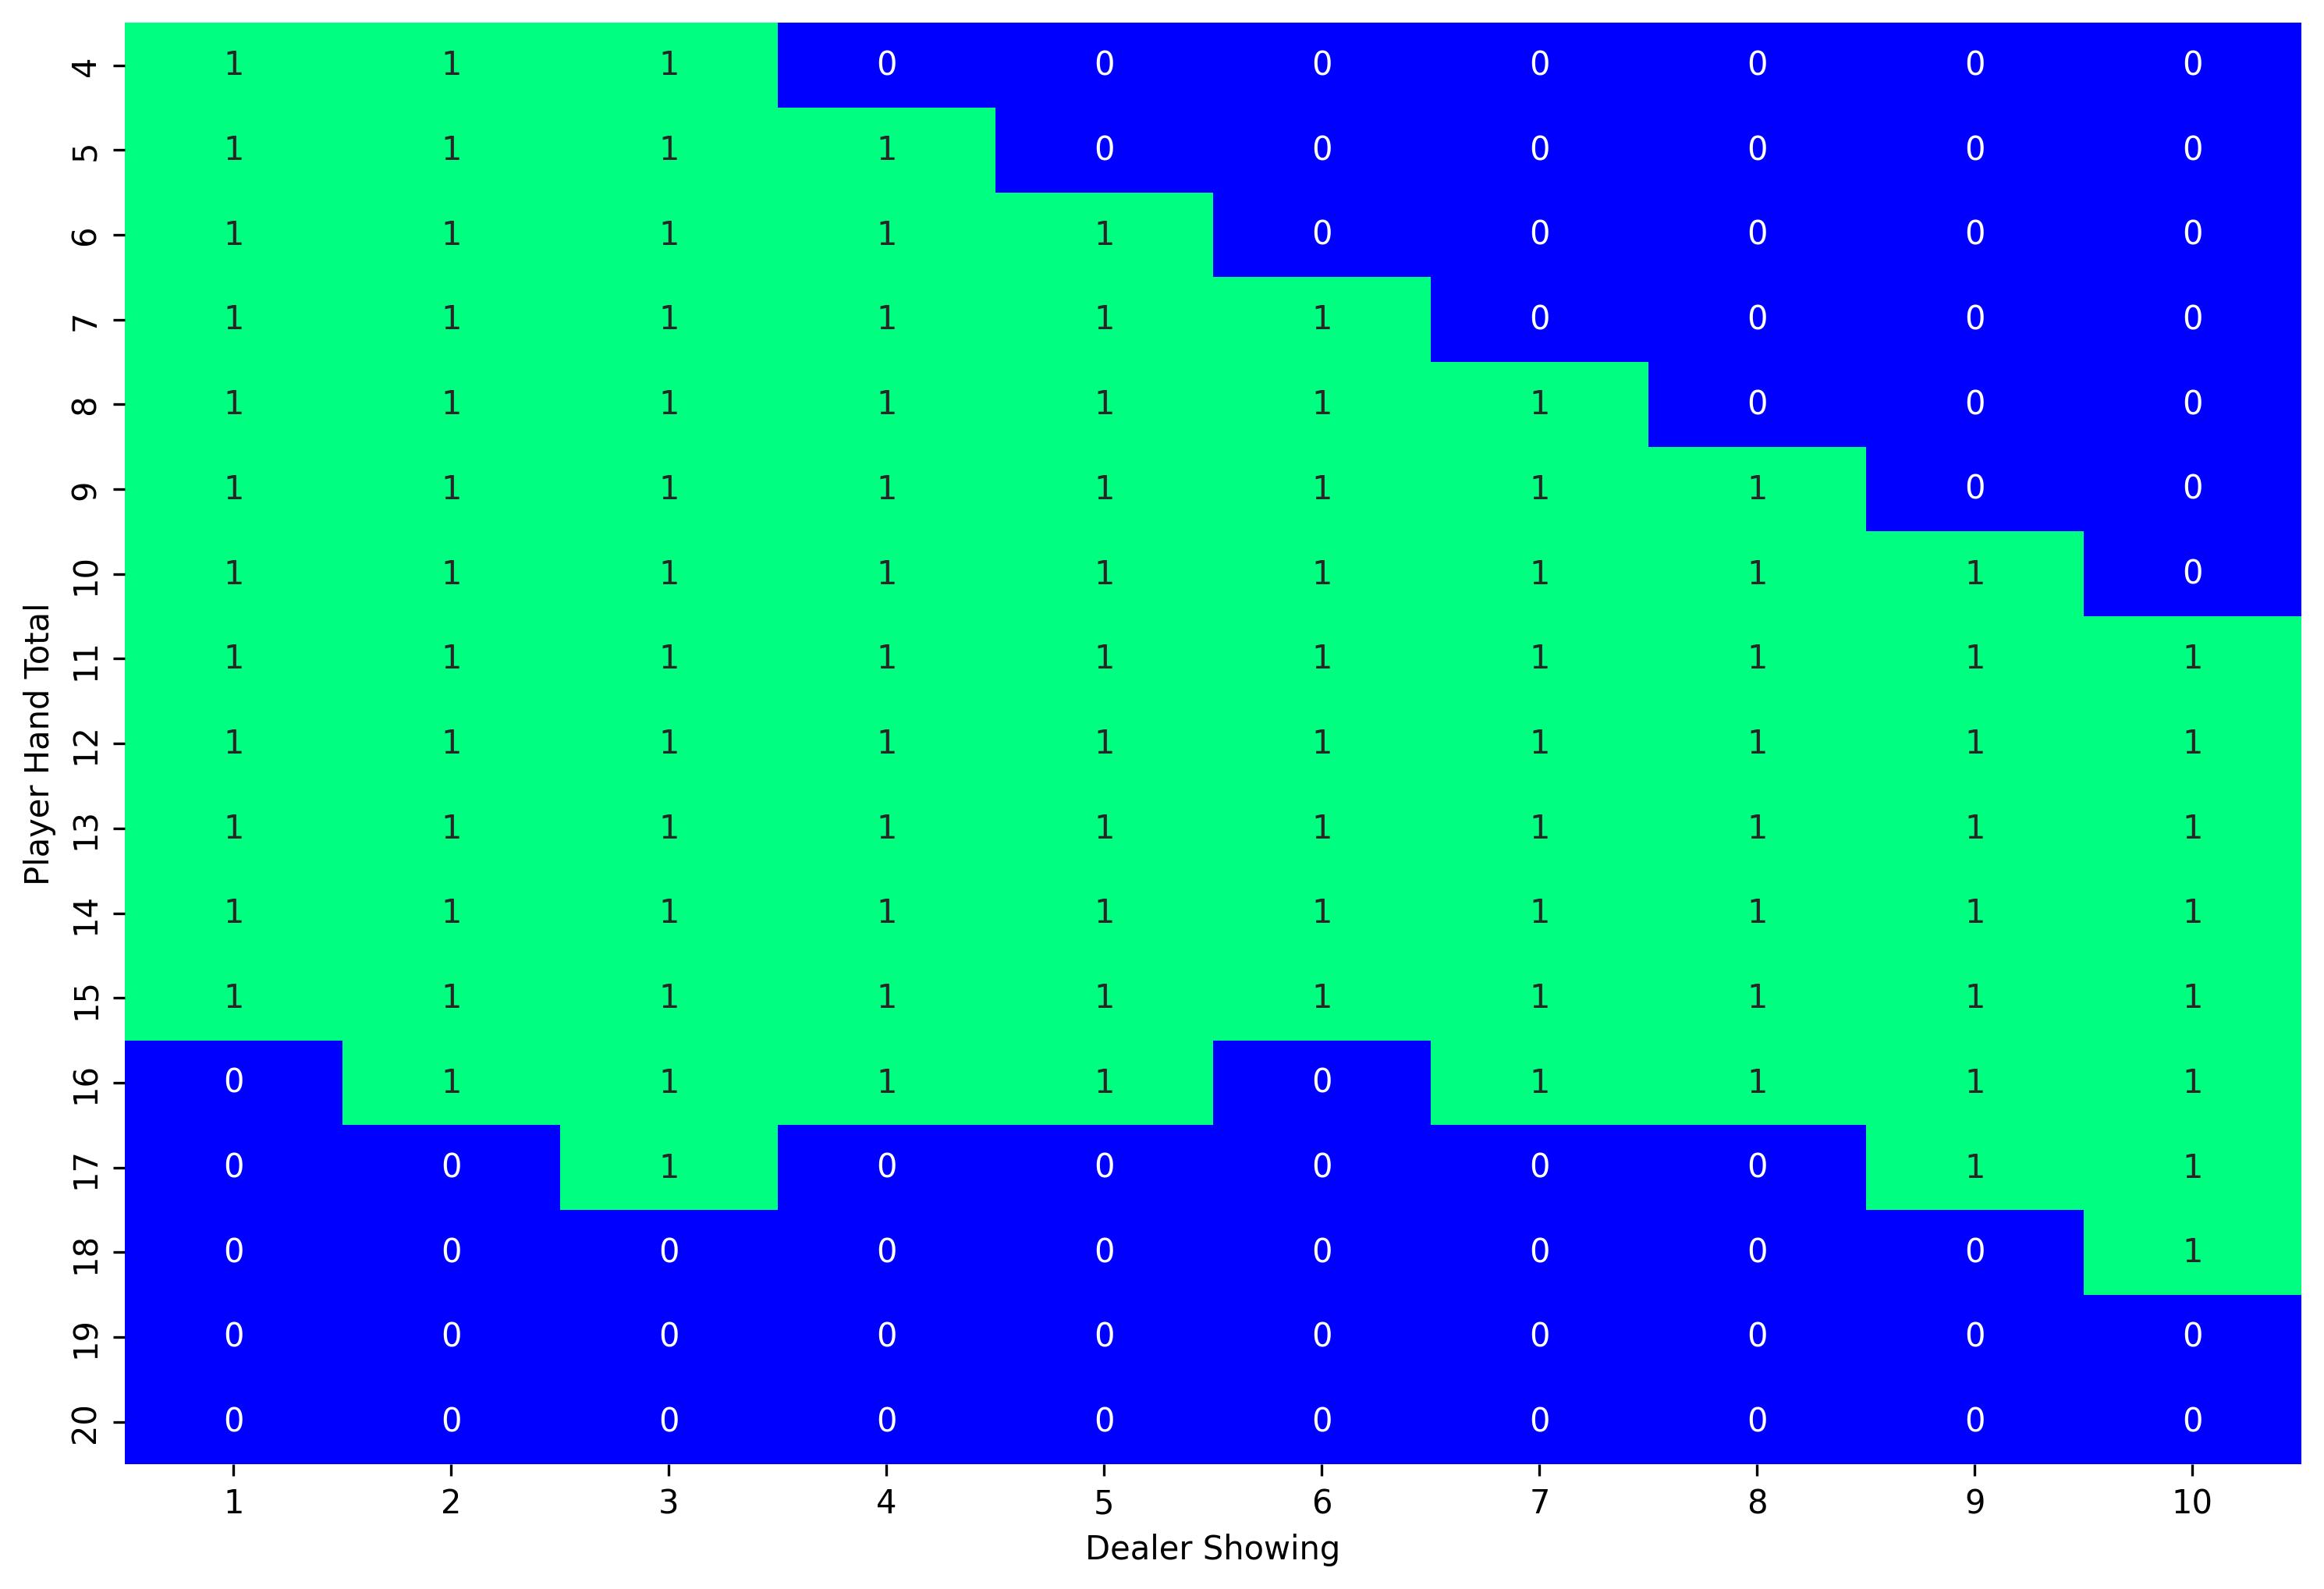 4 1 1 1 0 0 0 0 0 0 0
5 1 1 1 1 0 0 0 0 0 0
6 1 1 1 1 1 0 0 0 0 0
7 1 1 1 1 1 1 0 0 0 0
8 1 1 1 1 1 1 1 0 0 0
9 1 1 1 1 1 1 1 1 0 0
10 1 1 1 1 1 1 1 1 1 0
11 1 1 1 1 1 1 1 1 1 1
12 1 1 1 1 1 1 1 1 1 1
13 1 1 1 1 1 1 1 1 1 1
14 1 1 1 1 1 1 1 1 1 1
15 1 1 1 1 1 1 1 1 1 1
16 0 1 1 1 1 0 1 1 1 1
17 0 0 1 0 0 0 0 0 1 1
18 0 0 0 0 0 0 0 0 0 1
19 0 0 0 0 0 0 0 0 0 0
20 0 0 0 0 0 0 0 0 0 0
Player Hand Total
1 2 3 4 5 6 7 8 9 10
Dealer Showing